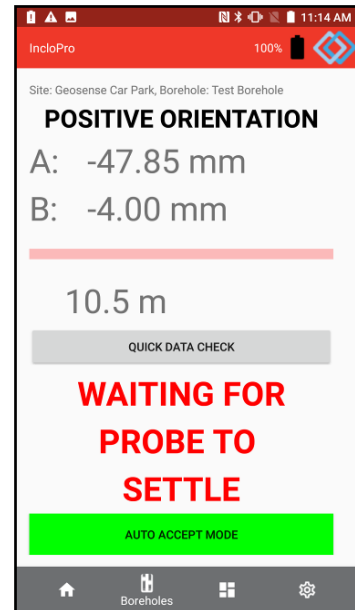 11:14 AM
IncloPro
100%
Site: Geosense Car Park, Borehole: Test Borehole
POSITIVE ORIENTATION
A: -47.85 mm
B: -4.00 mm
10.5 m
QUICK DATA CHECK
WAITING FOR
PROBE TO
SETTLE
AUTO ACCEPT MODE
Boreholes